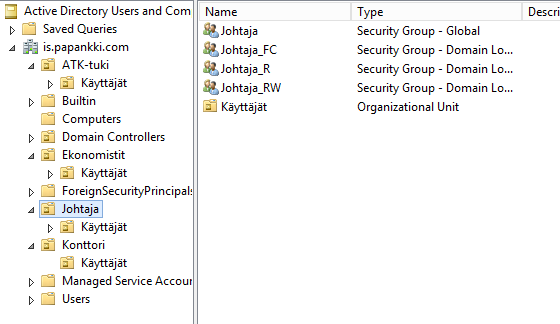 Active Directory Users and Com
Saved Queries
is.papankki.com
ATK-tuki
Käyttäjät
Builtin
Computers
Domain Controllers
Ekonomistit
Käyttäjät
ForeignSecurityPrincipals
Johtaja
Käyttäjät
Konttori
Käyttäjät
Managed Service Accour
Users
Name Type Descri
Johtaja Security Group - Global
Johtaja_FC Security Group - Domain Lo...
Johtaja_R Security Group - Domain Lo...
Johtaja_RW Security Group - Domain Lo...
Käyttäjät Organizational Unit